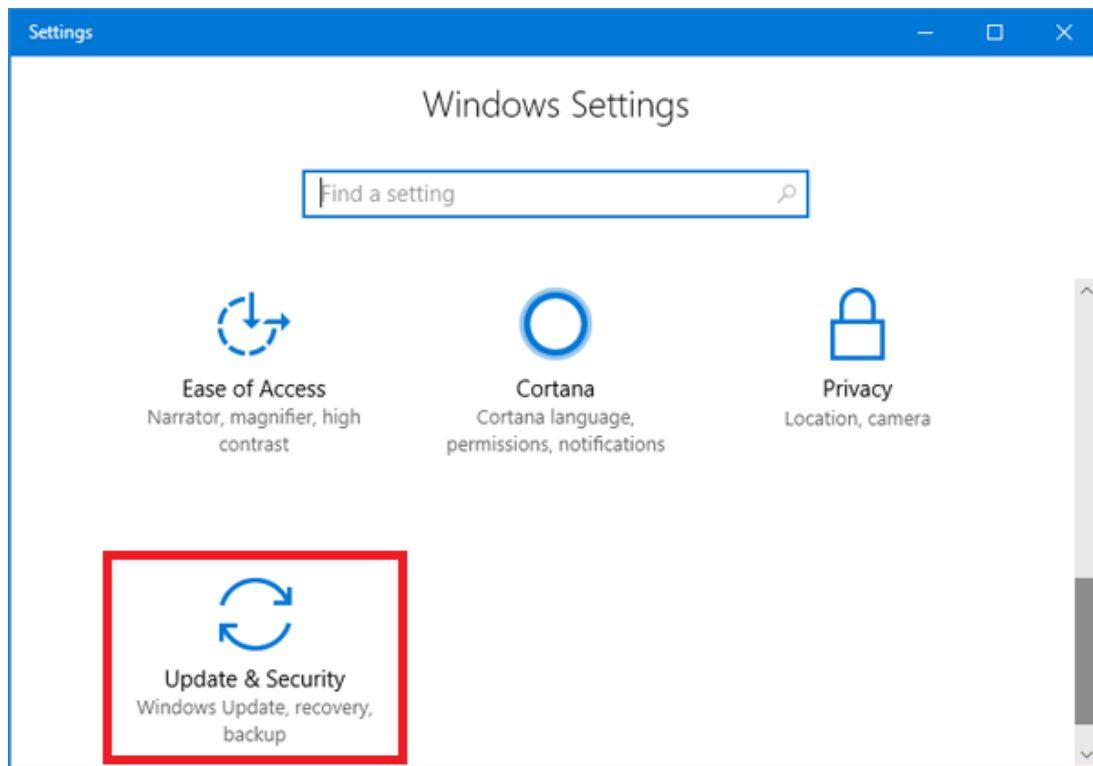 Settings
Windows Settings
Find a setting
Ease of Access
Narrator, magnifier, high
contrast
Cortana
Cortana language,
permissions, notifications
Privacy
Location, camera
Update & Security
Windows Update, recovery,
backup